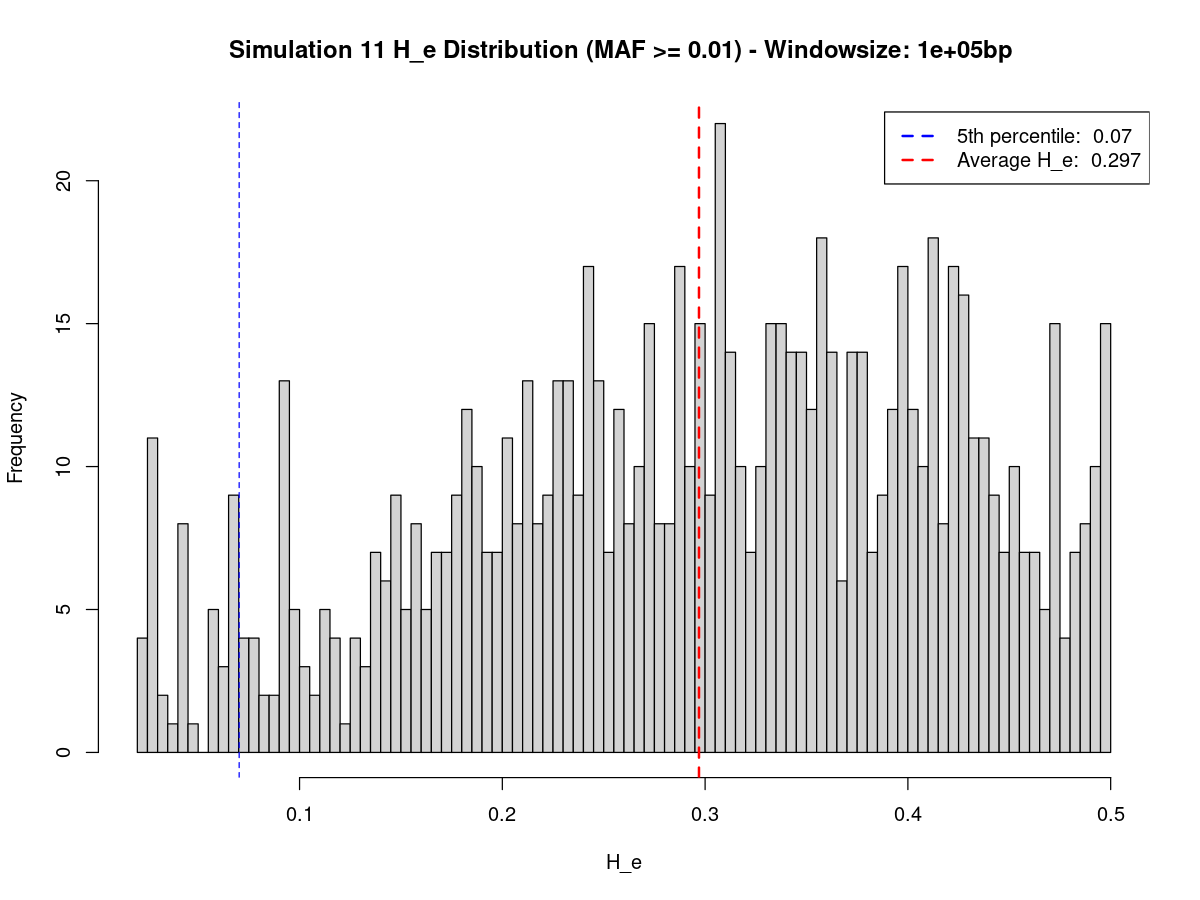 Simulation 11 H_e Distribution (MAF >= 0.01) - Windowsize: 1e+05bp
5th percentile:  0.07
Average H_e:  0.297
Frequency
20
15
10
5
0
0.1 0.2 0.3 0.4 0.5
H_e